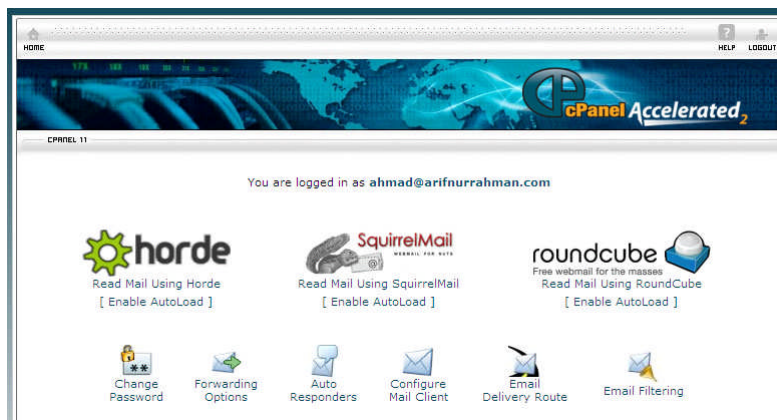 HOME
HELP LOGOUT
cPanel Accelerated2
CPANEL 11
You are logged in as ahmad@arifnurrahman.com
horde
SquirrelMail
WEBMAIL FOR NUTS
roundcube
Free webmail for the masses
Read Mail Using Horde
Read Mail Using SquirrelMail
Read Mail Using RoundCube
[ Enable AutoLoad ]
[ Enable AutoLoad ]
[ Enable AutoLoad ]
Change Password
Forwarding Options
Auto Responders
Configure Mail Client
Email Delivery Route
Email Filtering